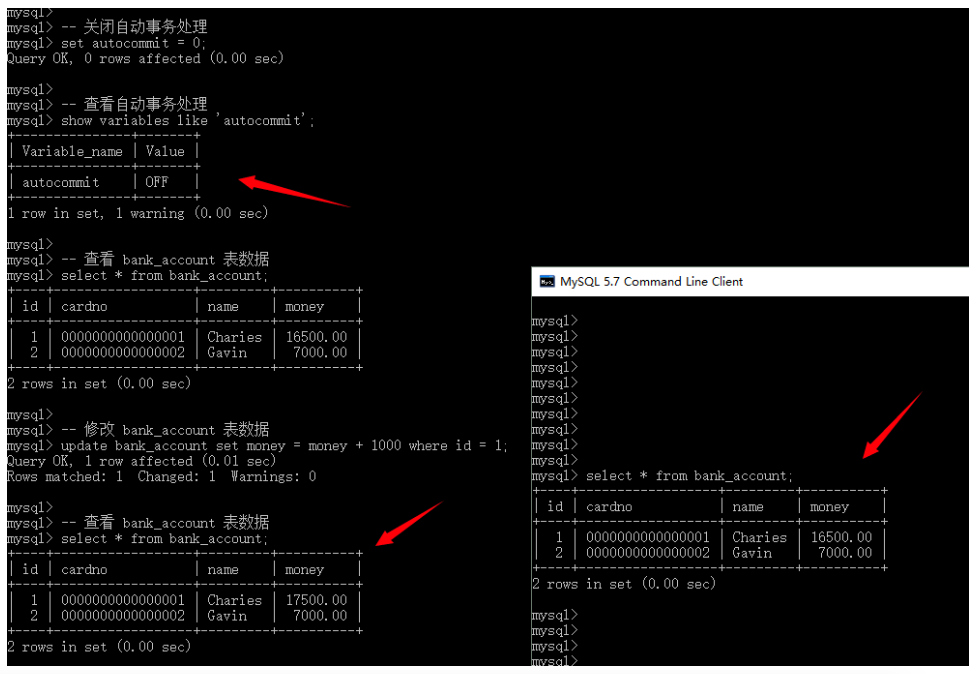 mysql>
mysql> -- 关闭自动事务处理
mysql> set autocommit = 0;
Query OK, 0 rows affected (0.00 sec)
mysql>
mysql> -- 查看自动事务处理
mysql> show variables like 'autocommit';
+---------------+-------+
| Variable_name | Value |
+---------------+-------+
| autocommit    | OFF   |
+---------------+-------+
1 row in set, 1 warning (0.00 sec)
mysql>
mysql> -- 查看 bank_account 表数据
mysql> select * from bank_account;
+----+------------------+---------+----------+
| id | cardno           | name    | money    |
+----+------------------+---------+----------+
|  1 | 0000000000000001 | Charies | 16500.00 |
|  2 | 0000000000000002 | Gavin   |  7000.00 |
+----+------------------+---------+----------+
2 rows in set (0.00 sec)
mysql>
mysql> -- 修改 bank_account 表数据
mysql> update bank_account set money = money + 1000 where id = 1;
Query OK, 1 row affected (0.01 sec)
Rows matched: 1  Changed: 1  Warnings: 0
mysql>
mysql> -- 查看 bank_account 表数据
mysql> select * from bank_account;
+----+------------------+---------+----------+
| id | cardno           | name    | money    |
+----+------------------+---------+----------+
|  1 | 0000000000000001 | Charies | 17500.00 |
|  2 | 0000000000000002 | Gavin   |  7000.00 |
+----+------------------+---------+----------+
2 rows in set (0.00 sec)
MySQL 5.7 Command Line Client
mysql>
mysql>
mysql>
mysql>
mysql>
mysql>
mysql>
mysql>
mysql>
mysql>
mysql> select * from bank_account;
+----+------------------+---------+----------+
| id | cardno           | name    | money    |
+----+------------------+---------+----------+
|  1 | 0000000000000001 | Charies | 16500.00 |
|  2 | 0000000000000002 | Gavin   |  7000.00 |
+----+------------------+---------+----------+
2 rows in set (0.00 sec)
mysql>
mysql>
mysql>
mysql>